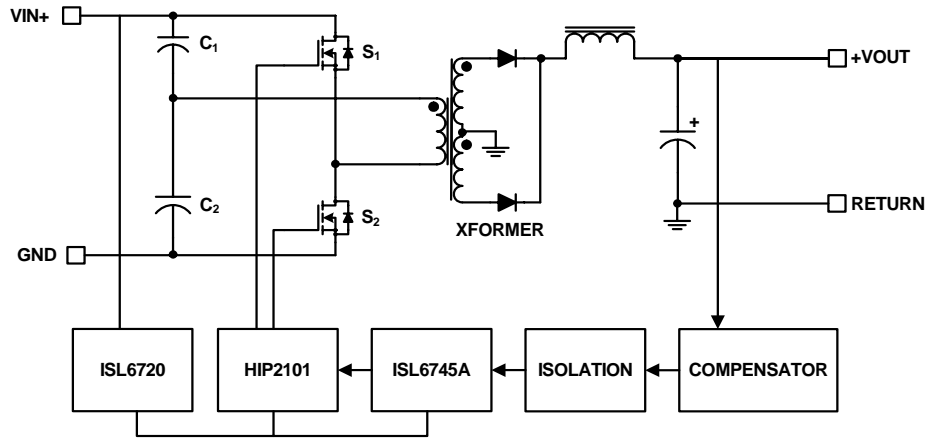 VIN+
C1
S1
+VOUT
+
C2
S2
XFORMER
RETURN
GND
ISL6720
HIP2101
ISL6745A
ISOLATION
COMPENSATOR